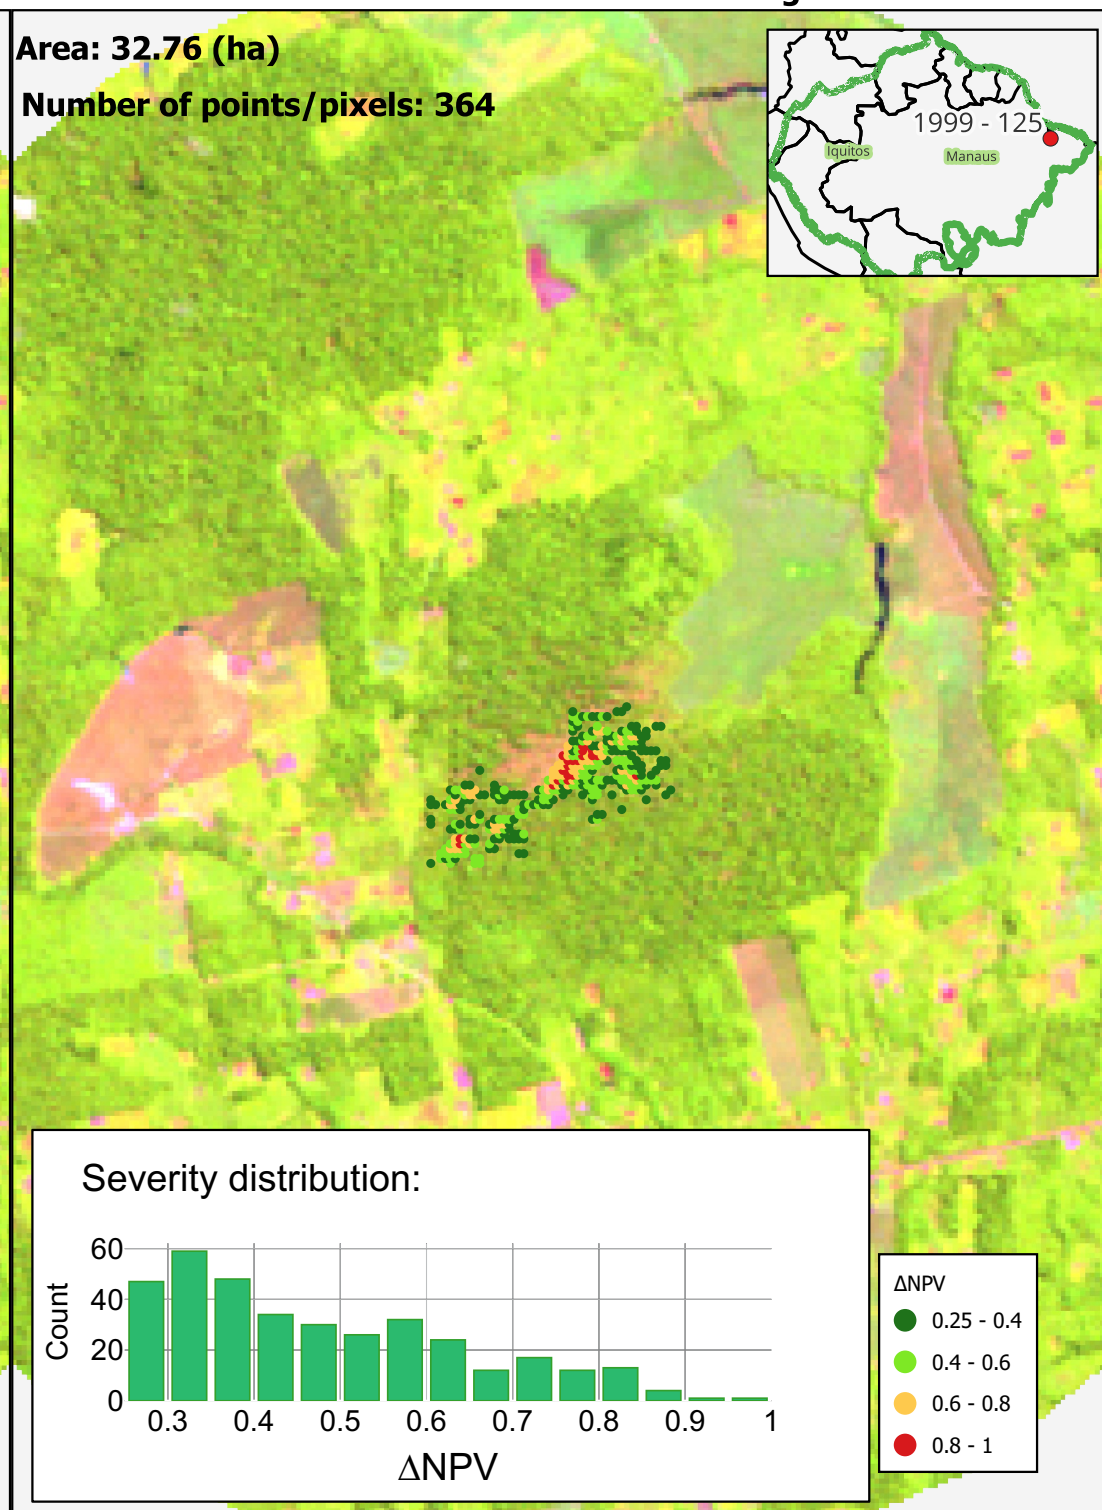 Area: 32.76 (ha)
Number of points/pixels: 364
1999 - 125
Iquitos
Manaus
Severity distribution:
60
40
20
0
Count
0.3 0.4 0.5 0.6 0.7 0.8 0.9 1
ΔNPV
ΔNPV
0.25 - 0.4
0.4 - 0.6
0.6 - 0.8
0.8 - 1